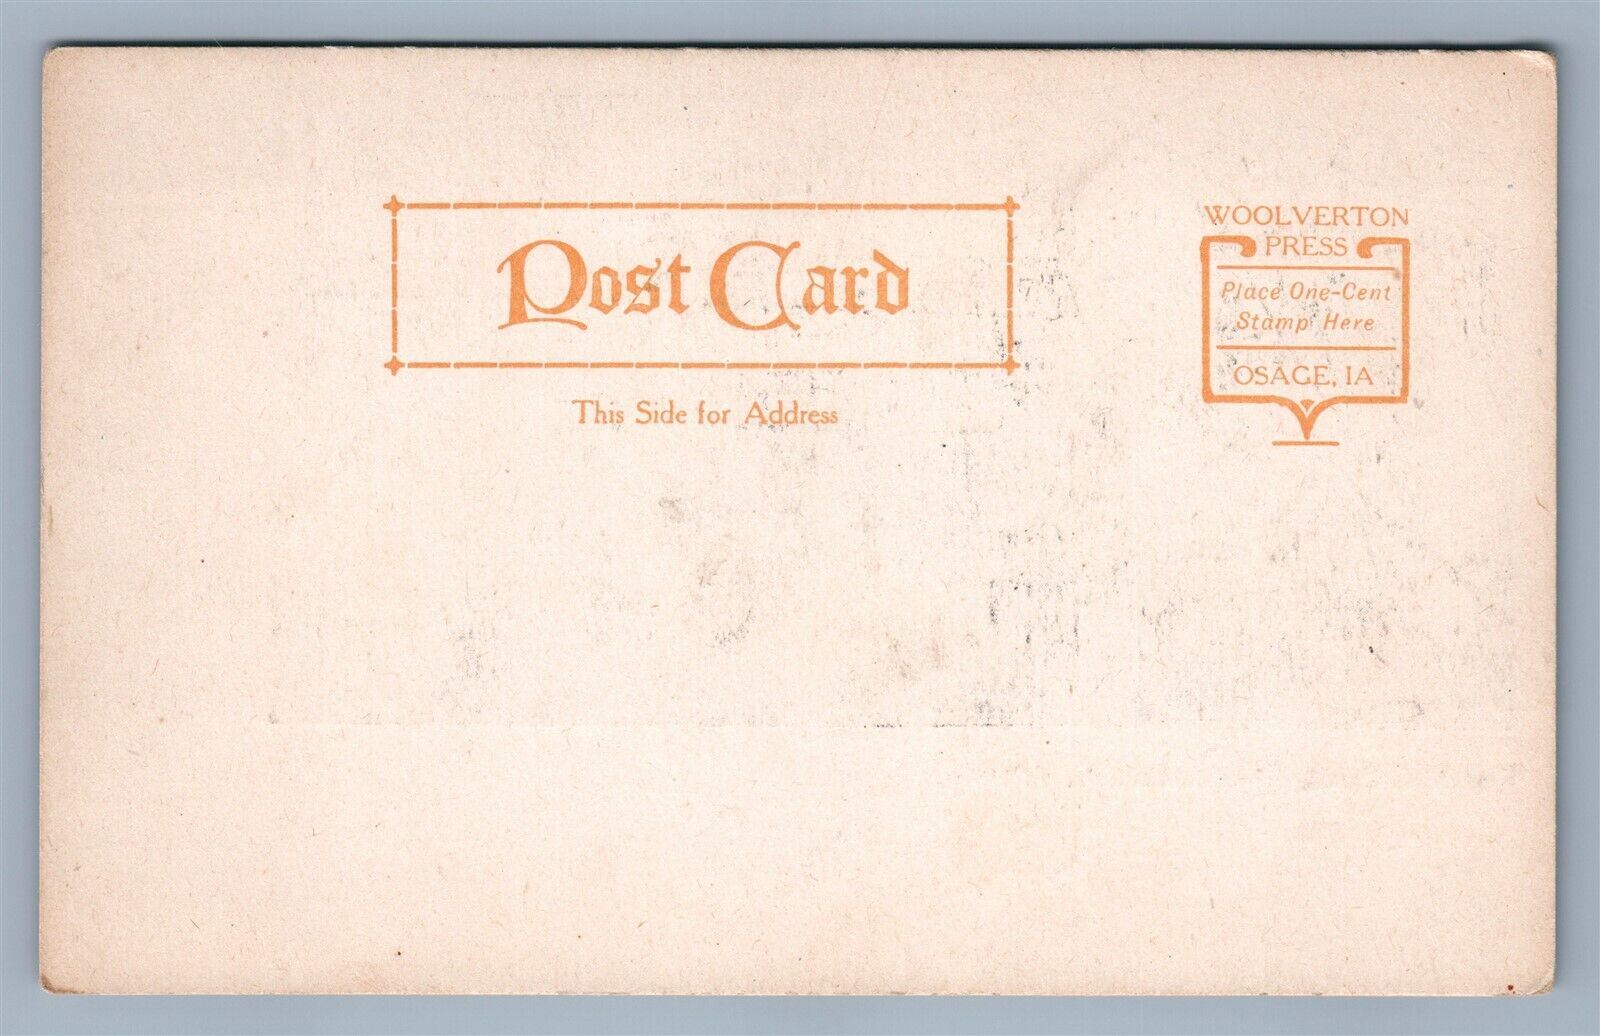 Post Card
This Side for Address
WOOLVERTON
PRESS
Place One-Cent
Stamp Here
OSAGE, IA